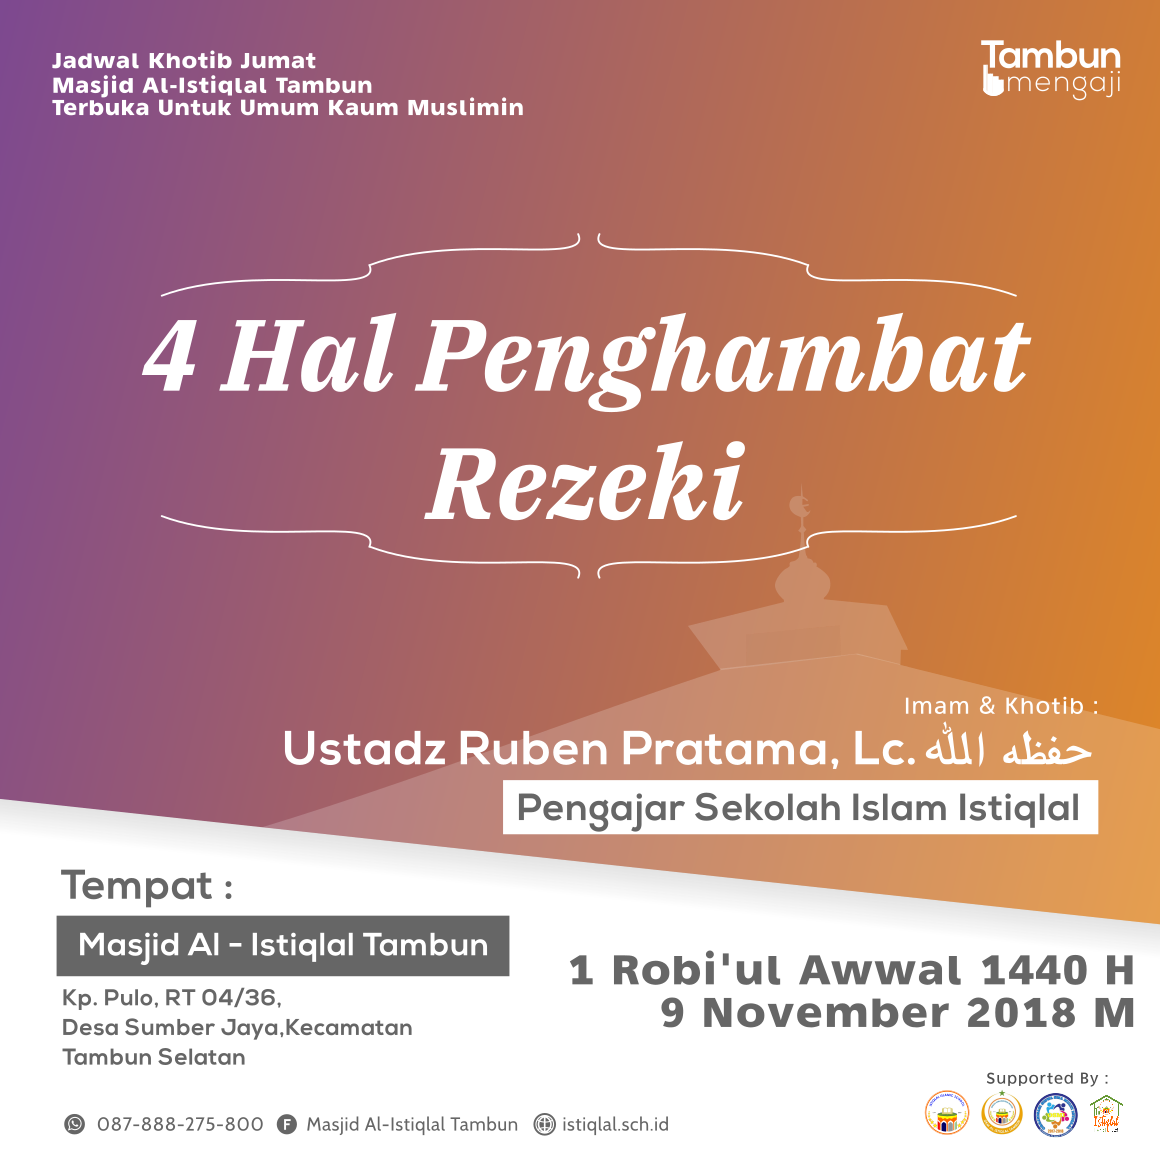 Jadwal Khotib Jumat
Masjid Al-Istiqlal Tambun
Terbuka Untuk Umum Kaum Muslimin
Tambun
mengaji
4 Hal Penghambat
Rezeki
Imam & Khotib :
Ustadz Ruben Pratama, Lc. حفظه الله
Pengajar Sekolah Islam Istiqlal
Tempat :
Masjid Al - Istiqlal Tambun
Kp. Pulo, RT 04/36,
Desa Sumber Jaya,Kecamatan
Tambun Selatan
1 Robi'ul Awwal 1440 H
9 November 2018 M
Supported By :
087-888-275-800 Masjid Al-Istiqlal Tambun istiqlal.sch.id